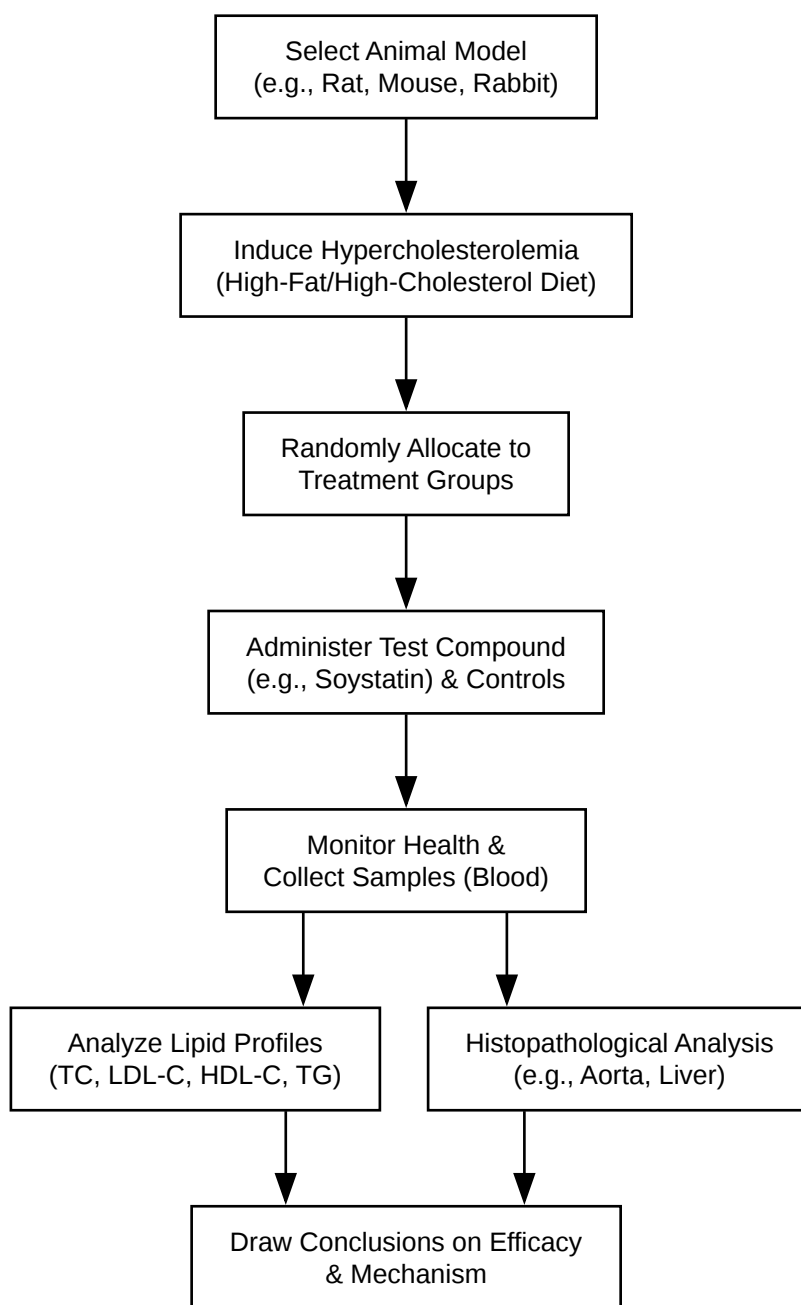 Select Animal Model
(e.g., Rat, Mouse, Rabbit)
Induce Hypercholesterolemia
(High-Fat/High-Cholesterol Diet)
Randomly Allocate to
Treatment Groups
Administer Test Compound
(e.g., Soystatin) & Controls
Monitor Health &
Collect Samples (Blood)
Analyze Lipid Profiles
(TC, LDL-C, HDL-C, TG)
Histopathological Analysis
(e.g., Aorta, Liver)
Draw Conclusions on Efficacy
& Mechanism